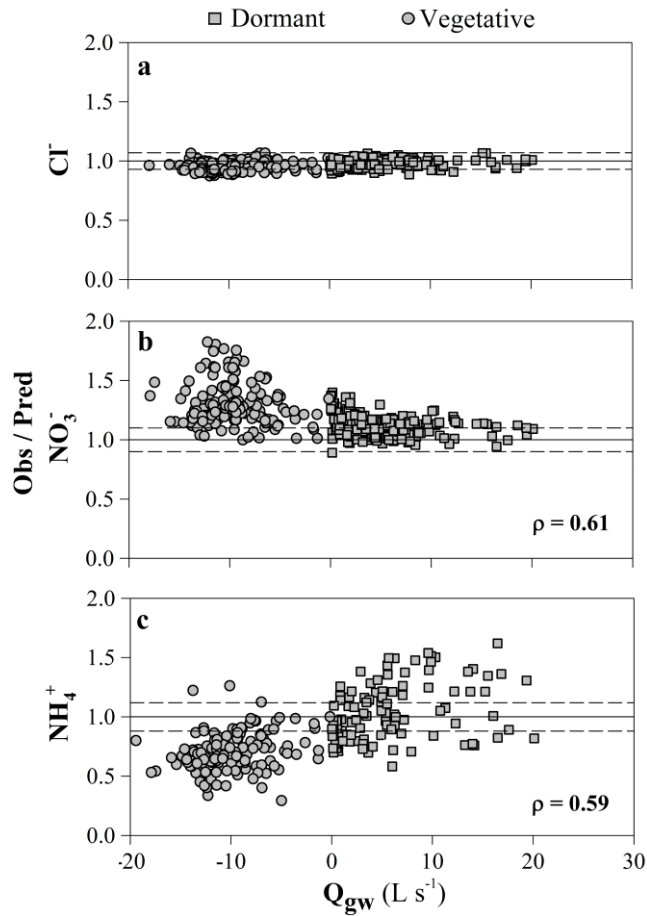 Dormant Vegetative
a
2.0
1.5
1.0
0.5
0.0
Cl⁻
b
2.0
1.5
1.0
0.5
0.0
Obs / Pred
NO₃⁻
ρ = 0.61
c
2.0
1.5
1.0
0.5
0.0
NH₄⁺
ρ = 0.59
-20 -10 0 10 20 30
Qgw (L s⁻¹)